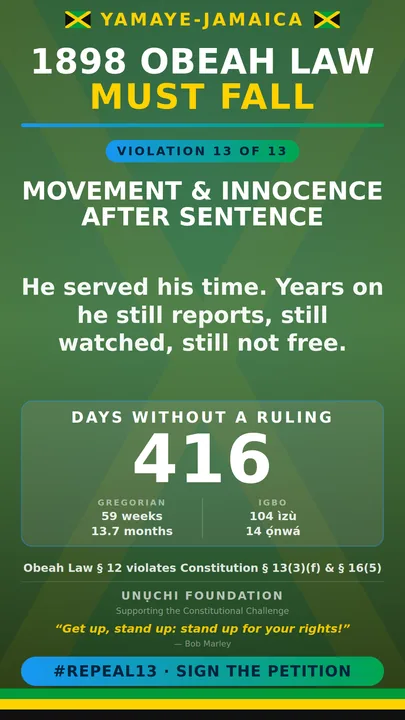 YAMAYE-JAMAICA
1898 OBEAH LAW
MUST FALL
VIOLATION 13 OF 13
MOVEMENT & INNOCENCE
AFTER SENTENCE
He served his time. Years on
he still reports, still
watched, still not free.
DAYS WITHOUT A RULING
416
GREGORIAN
59 weeks
13.7 months
IGBO
104 ìzù
14 ọ́nwá
Obeah Law § 12 violates Constitution § 13(3)(f) & § 16(5)
UNỤCHI FOUNDATION
Supporting the Constitutional Challenge
“Get up, stand up: stand up for your rights!”
— Bob Marley
#REPEAL13 · SIGN THE PETITION